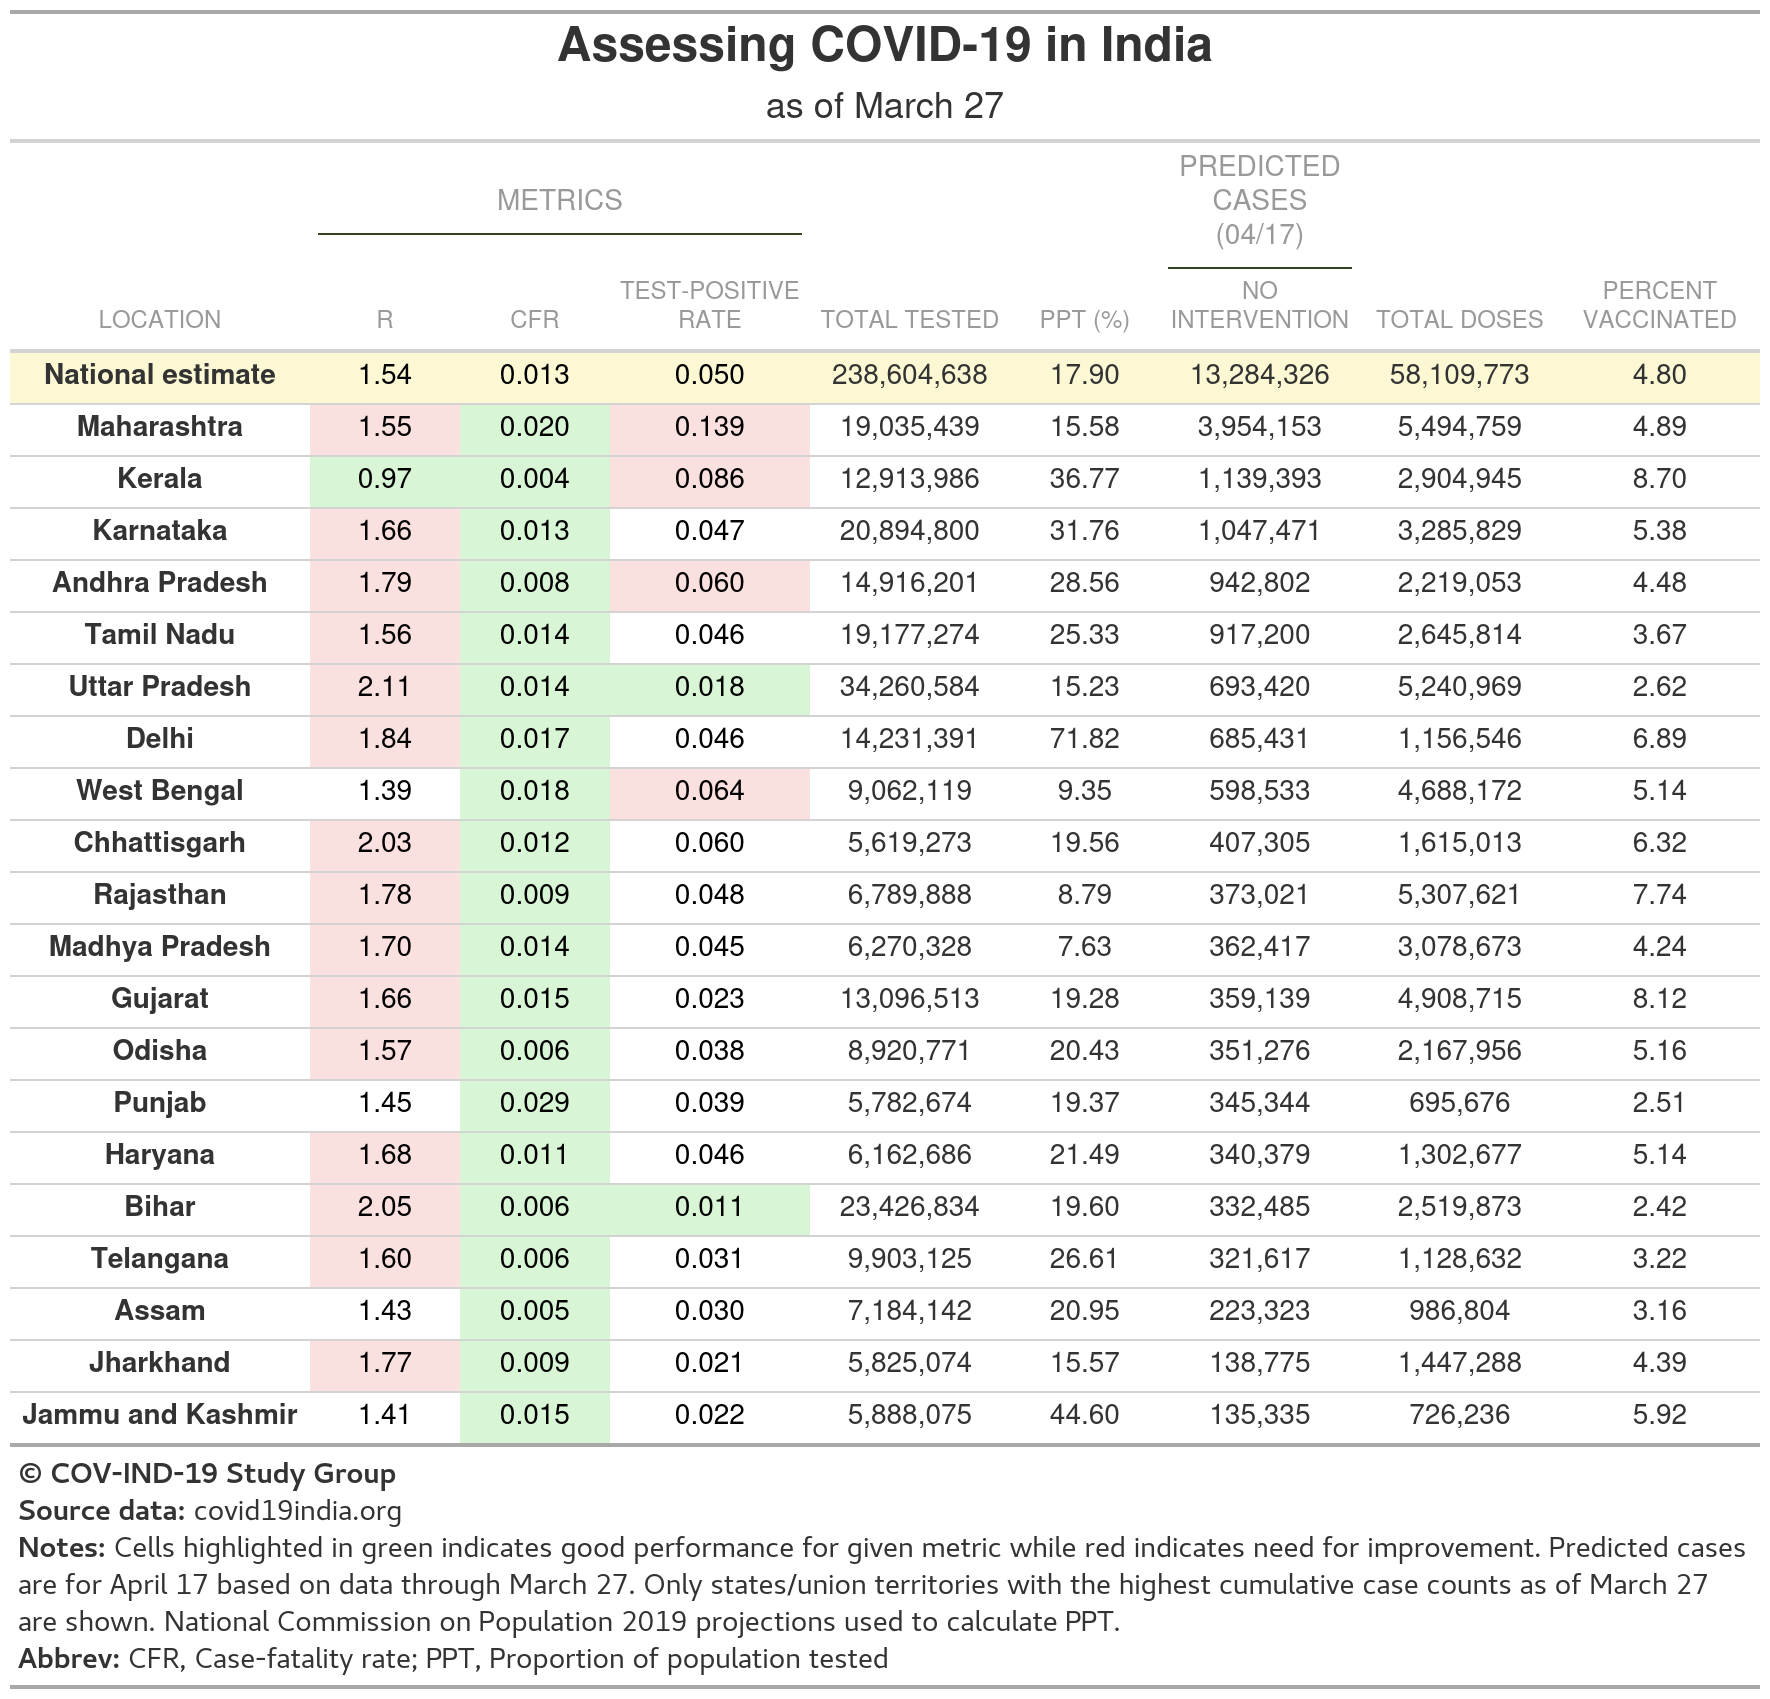 Assessing COVID-19 in India
as of March 27
METRICS
PREDICTED
CASES
(04/17)
LOCATION R CFR TEST-POSITIVE RATE TOTAL TESTED PPT (%) NO INTERVENTION TOTAL DOSES PERCENT VACCINATED
National estimate 1.54 0.013 0.050 238,604,638 17.90 13,284,326 58,109,773 4.80
Maharashtra 1.55 0.020 0.139 19,035,439 15.58 3,954,153 5,494,759 4.89
Kerala 0.97 0.004 0.086 12,913,986 36.77 1,139,393 2,904,945 8.70
Karnataka 1.66 0.013 0.047 20,894,800 31.76 1,047,471 3,285,829 5.38
Andhra Pradesh 1.79 0.008 0.060 14,916,201 28.56 942,802 2,219,053 4.48
Tamil Nadu 1.56 0.014 0.046 19,177,274 25.33 917,200 2,645,814 3.67
Uttar Pradesh 2.11 0.014 0.018 34,260,584 15.23 693,420 5,240,969 2.62
Delhi 1.84 0.017 0.046 14,231,391 71.82 685,431 1,156,546 6.89
West Bengal 1.39 0.018 0.064 9,062,119 9.35 598,533 4,688,172 5.14
Chhattisgarh 2.03 0.012 0.060 5,619,273 19.56 407,305 1,615,013 6.32
Rajasthan 1.78 0.009 0.048 6,789,888 8.79 373,021 5,307,621 7.74
Madhya Pradesh 1.70 0.014 0.045 6,270,328 7.63 362,417 3,078,673 4.24
Gujarat 1.66 0.015 0.023 13,096,513 19.28 359,139 4,908,715 8.12
Odisha 1.57 0.006 0.038 8,920,771 20.43 351,276 2,167,956 5.16
Punjab 1.45 0.029 0.039 5,782,674 19.37 345,344 695,676 2.51
Haryana 1.68 0.011 0.046 6,162,686 21.49 340,379 1,302,677 5.14
Bihar 2.05 0.006 0.011 23,426,834 19.60 332,485 2,519,873 2.42
Telangana 1.60 0.006 0.031 9,903,125 26.61 321,617 1,128,632 3.22
Assam 1.43 0.005 0.030 7,184,142 20.95 223,323 986,804 3.16
Jharkhand 1.77 0.009 0.021 5,825,074 15.57 138,775 1,447,288 4.39
Jammu and Kashmir 1.41 0.015 0.022 5,888,075 44.60 135,335 726,236 5.92
© COV-IND-19 Study Group
Source data: covid19india.org
Notes: Cells highlighted in green indicates good performance for given metric while red indicates need for improvement. Predicted cases
are for April 17 based on data through March 27. Only states/union territories with the highest cumulative case counts as of March 27
are shown. National Commission on Population 2019 projections used to calculate PPT.
Abbrev: CFR, Case-fatality rate; PPT, Proportion of population tested